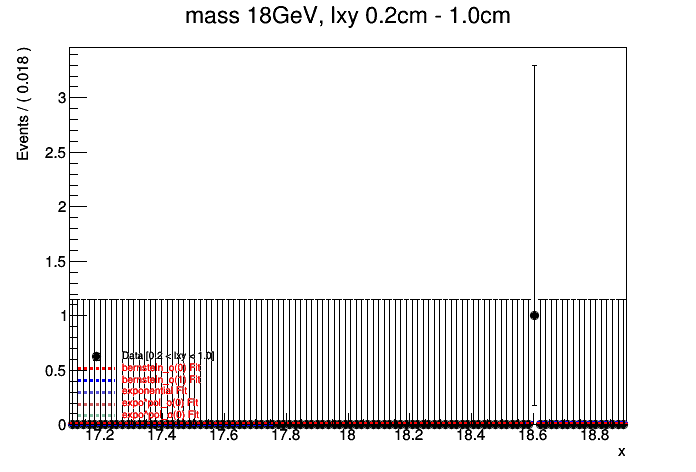 mass 18GeV, lxy 0.2cm - 1.0cm
Events / ( 0.018 )
3
2.5
2
1.5
1
0.5
0
Data [0.2 < lxy < 1.0]
bernstein_o(0) Fit
bernstein_o(1) Fit
exponential Fit
expo*pol_o(0) Fit
expo*pol_o(0) Fit
17.2 17.4 17.6 17.8 18 18.2 18.4 18.6 18.8
x